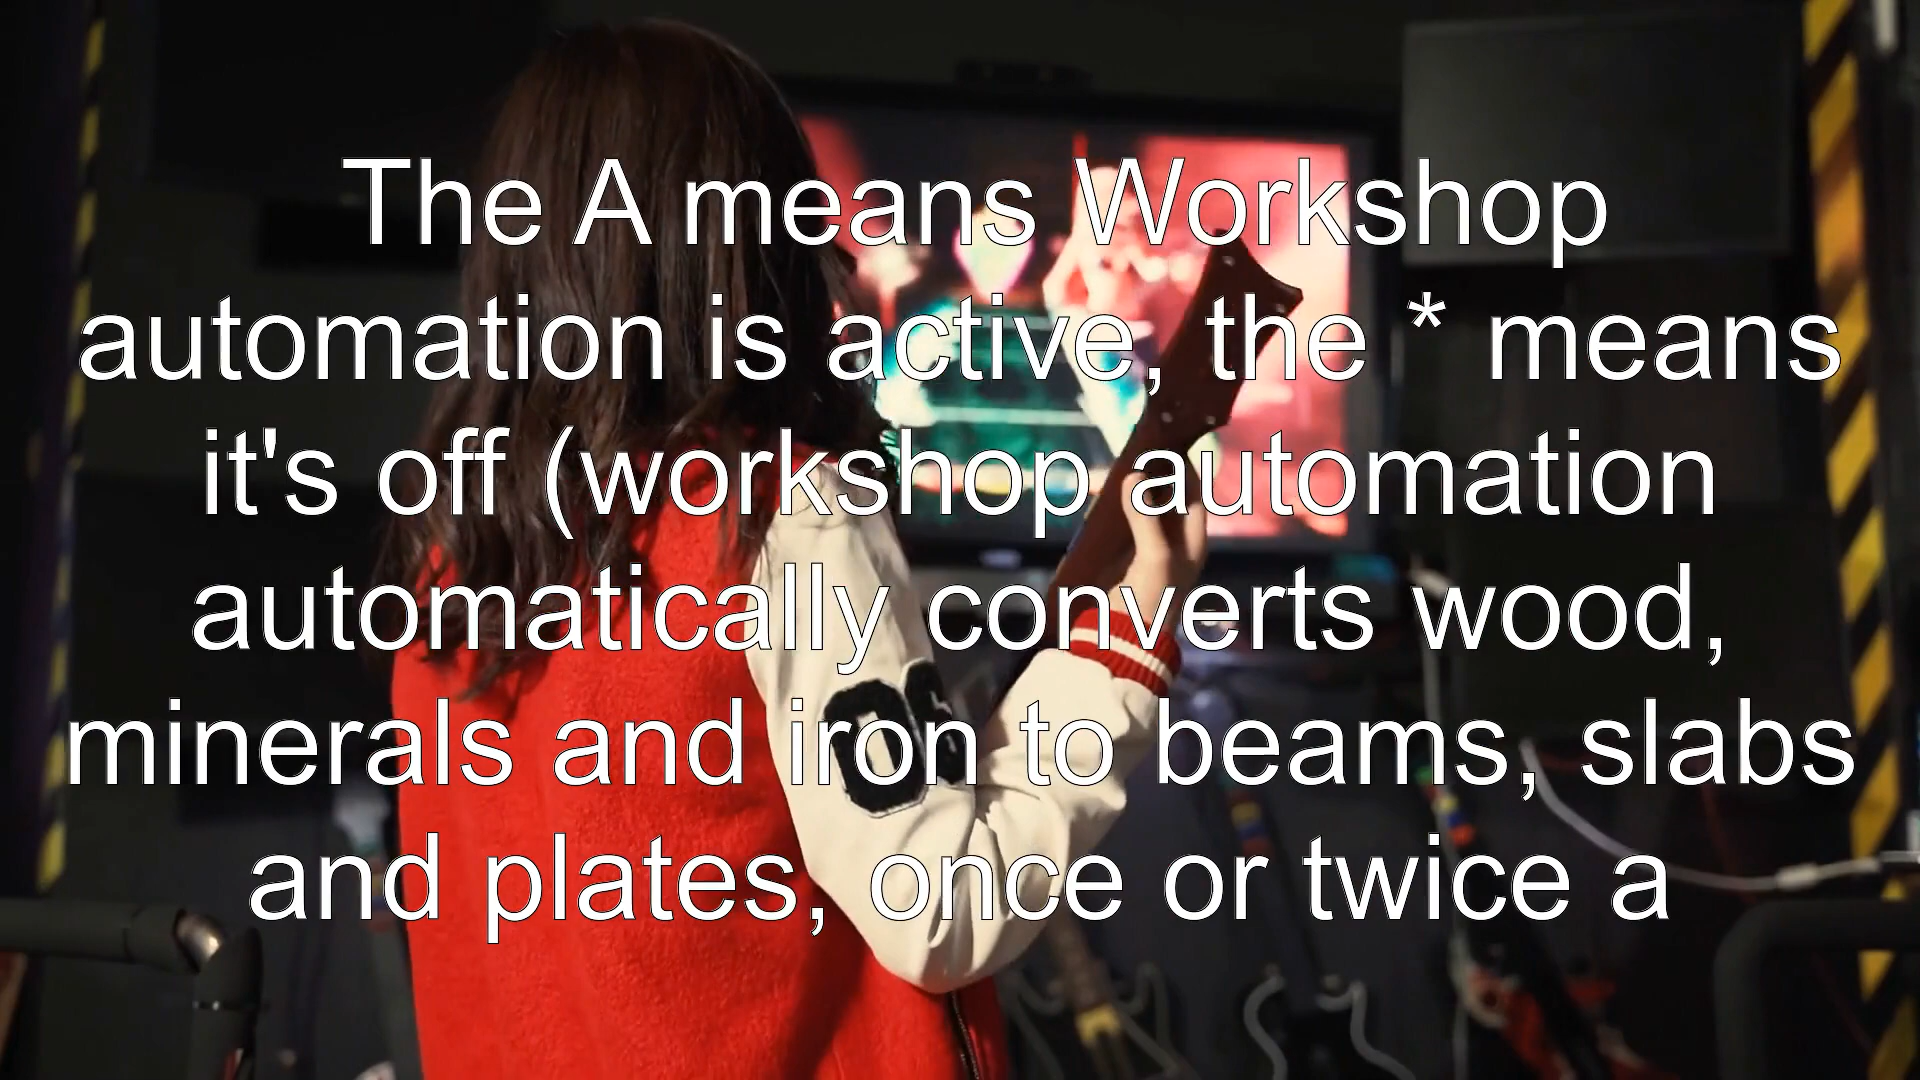 The A means Workshop
automation is active, the * means
it's off (workshop automation
automatically converts wood,
minerals and iron to beams, slabs
and plates, once or twice a